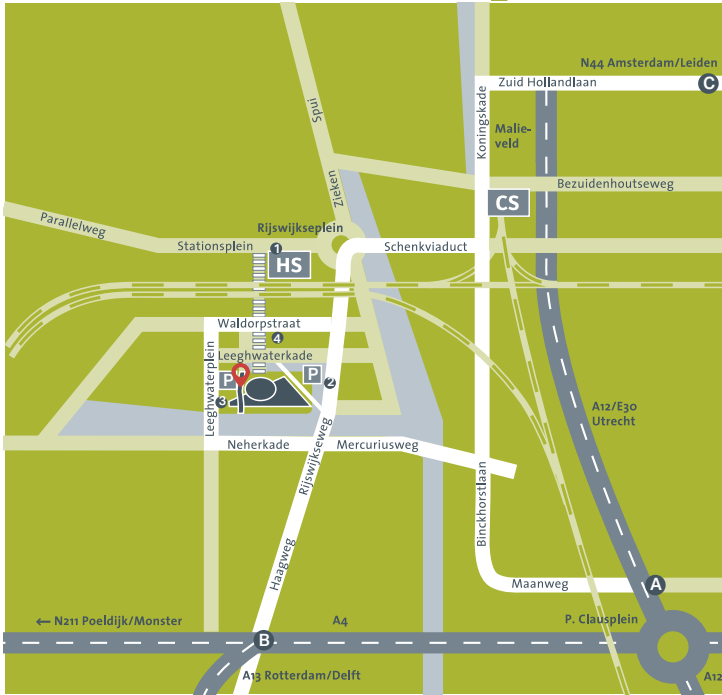 N44 Amsterdam/Leiden
Zuid Hollandlaan
C
Koningskade
Malie-
veld
Spui
Zieken
Bezuidenhoutseweg
CS
Parallelweg
Rijswijkseplein
Stationsplein
1
HS
Schenkviaduct
Waldorpstraat
4
Leeghwaterkade
P
P
2
3
Leeghwaterplein
A12/E30
Utrecht
Neherkade
Mercuriusweg
Rijswijkseweg
Binckhorstlaan
Haagweg
Maanweg
A
← N211 Poeldijk/Monster
A4
P. Clausplein
B
A13 Rotterdam/Delft
A12